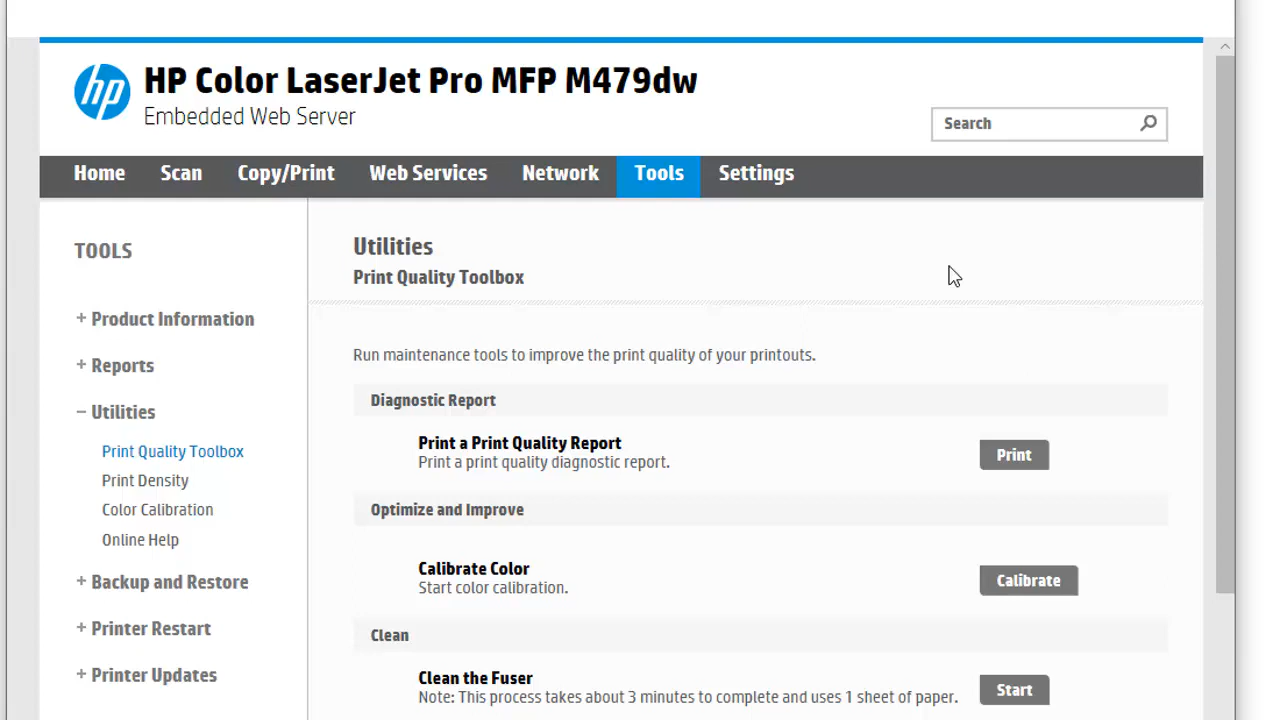 hp
HP Color LaserJet Pro MFP M479dw
Embedded Web Server
Search
Home Scan Copy/Print Web Services Network Tools Settings
TOOLS
+ Product Information
+ Reports
− Utilities
Print Quality Toolbox
Print Density
Color Calibration
Online Help
+ Backup and Restore
+ Printer Restart
+ Printer Updates
Utilities
Print Quality Toolbox
Run maintenance tools to improve the print quality of your printouts.
Diagnostic Report
Print a Print Quality Report
Print a print quality diagnostic report.
Print
Optimize and Improve
Calibrate Color
Start color calibration.
Calibrate
Clean
Clean the Fuser
Note: This process takes about 3 minutes to complete and uses 1 sheet of paper.
Start